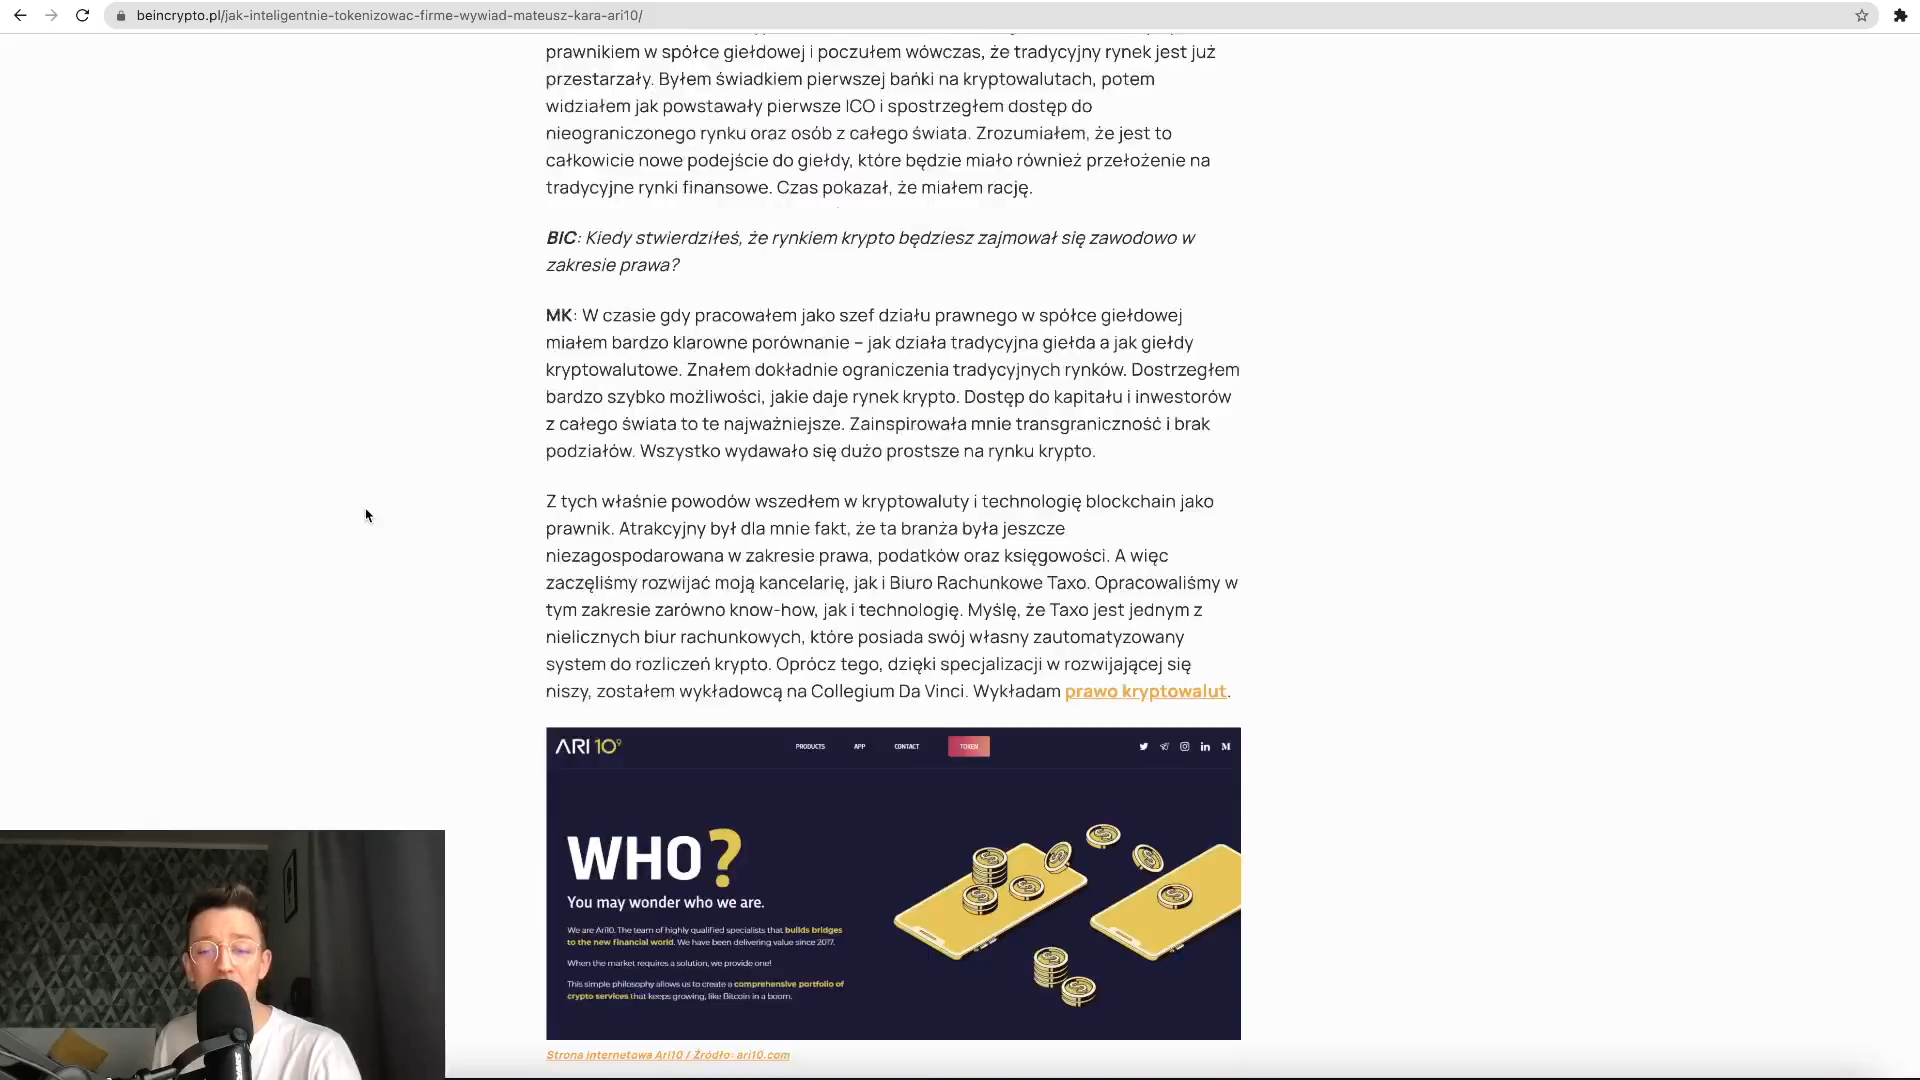 beincrypto.pl/jak-inteligentnie-tokenizowac-firme-wywiad-mateusz-kara-ari10/
prawnikiem w spółce giełdowej i poczułem wówczas, że tradycyjny rynek jest już
przestarzały. Byłem świadkiem pierwszej bańki na kryptowalutach, potem
widziałem jak powstawały pierwsze ICO i spostrzegłem dostęp do
nieograniczonego rynku oraz osób z całego świata. Zrozumiałem, że jest to
całkowicie nowe podejście do giełdy, które będzie miało również przełożenie na
tradycyjne rynki finansowe. Czas pokazał, że miałem rację.
BIC: Kiedy stwierdziłeś, że rynkiem krypto będziesz zajmował się zawodowo w
zakresie prawa?
MK: W czasie gdy pracowałem jako szef działu prawnego w spółce giełdowej
miałem bardzo klarowne porównanie – jak działa tradycyjna giełda a jak giełdy
kryptowalutowe. Znałem dokładnie ograniczenia tradycyjnych rynków. Dostrzegłem
bardzo szybko możliwości, jakie daje rynek krypto. Dostęp do kapitału i inwestorów
z całego świata to te najważniejsze. Zainspirowała mnie transgraniczność i brak
podziałów. Wszystko wydawało się dużo prostsze na rynku krypto.
Z tych właśnie powodów wszedłem w kryptowaluty i technologię blockchain jako
prawnik. Atrakcyjny był dla mnie fakt, że ta branża była jeszcze
niezagospodarowana w zakresie prawa, podatków oraz księgowości. A więc
zaczęliśmy rozwijać moją kancelarię, jak i Biuro Rachunkowe Taxo. Opracowaliśmy w
tym zakresie zarówno know-how, jak i technologię. Myślę, że Taxo jest jednym z
nielicznych biur rachunkowych, które posiada swój własny zautomatyzowany
system do rozliczeń krypto. Oprócz tego, dzięki specjalizacji w rozwijającej się
niszy, zostałem wykładowcą na Collegium Da Vinci. Wykładam prawo kryptowalut.
ARI 10 PRODUCTS APP CONTACT TOKEN
WHO?
You may wonder who we are.
We are Ari10. The team of highly qualified specialists that builds bridges
to the new financial world. We have been delivering value since 2017.
When the market requires a solution, we provide one!
This simple philosophy allows us to create a comprehensive portfolio of
crypto services that keeps growing, like Bitcoin in a boom.
Strona internetowa Ari10 / Źródło: ari10.com